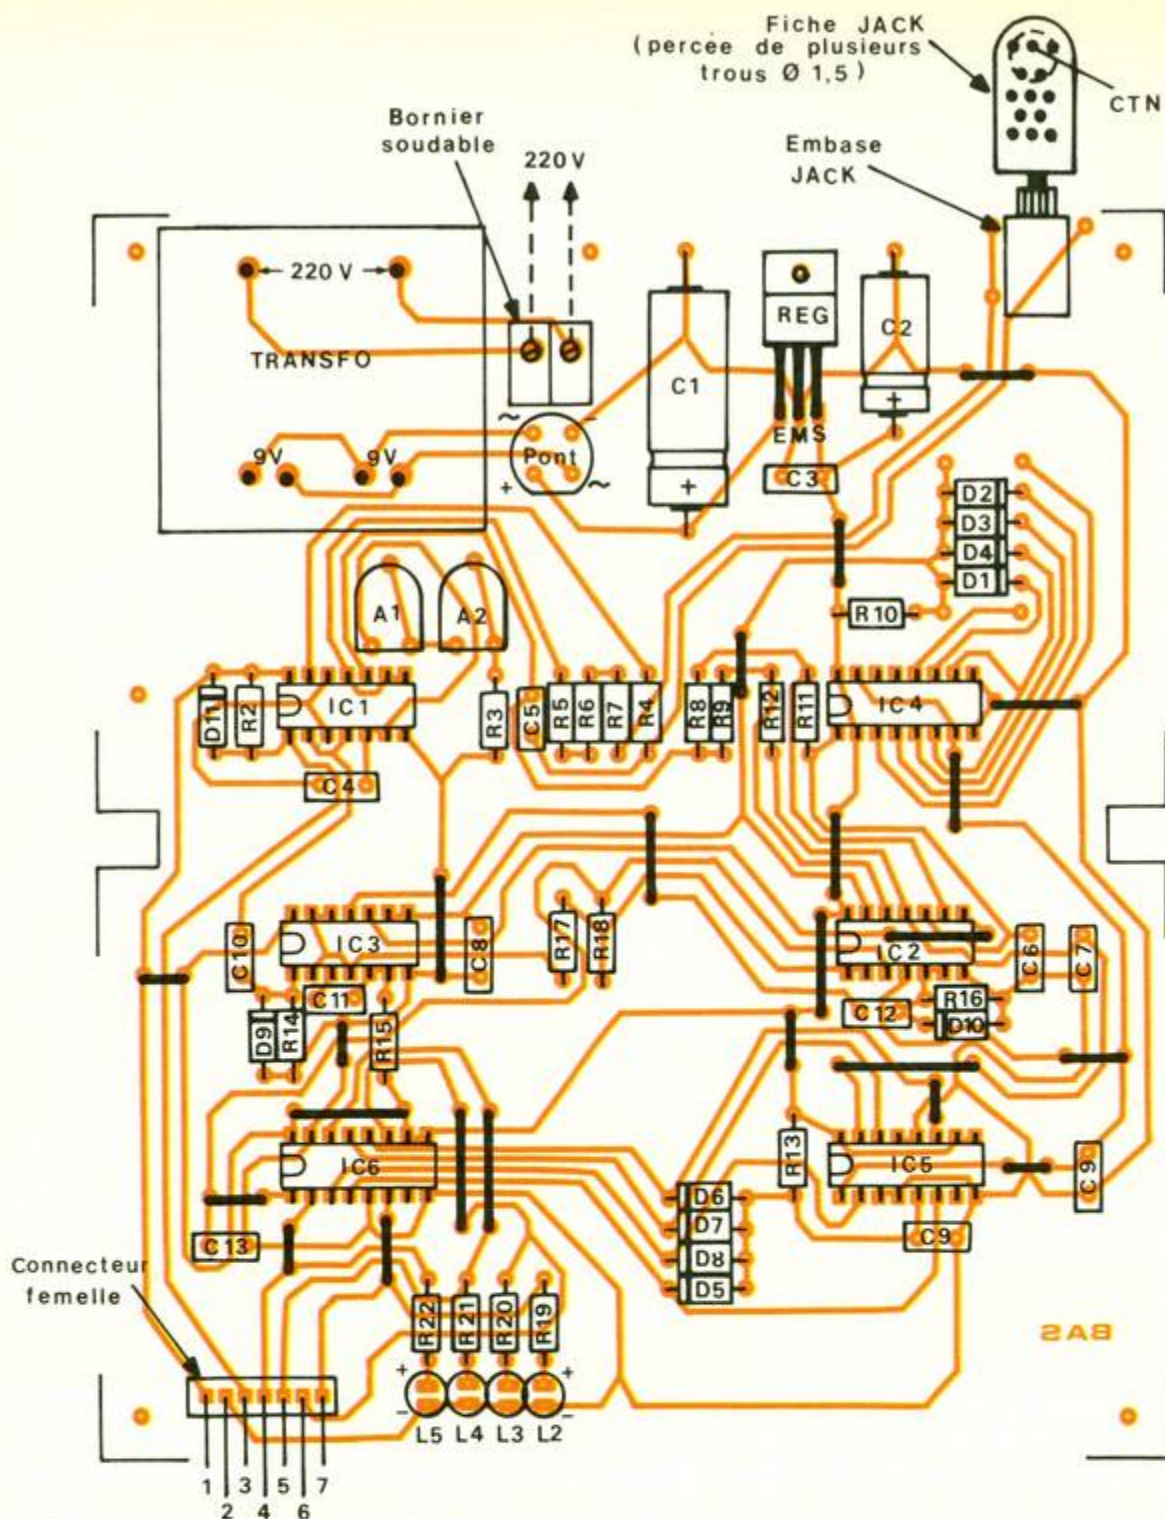 Fiche JACK
(percée de plusieurs
trous Ø 1,5)
CTN
Bornier
soudable
220 V
Embase
JACK
220 V
TRANSFO
9V
9V
~
-
Pont
+
~
C1
+
REG
EMS
C2
+
C3
D2
D3
D4
D1
R10
A1
A2
D11
R2
IC1
R3
C5
R5
R6
R7
R4
R8
R9
R12
R11
IC4
C4
C10
IC3
C8
R17
R18
IC2
C6
C7
C11
D9
R14
R15
C12
R16
D10
IC6
R13
IC5
C9
D6
D7
D8
D5
C13
C9
Connecteur
femelle
R22
R21
R20
R19
BAS
+
-
+
-
L5
L4
L3
L2
1
2
3
4
5
6
7